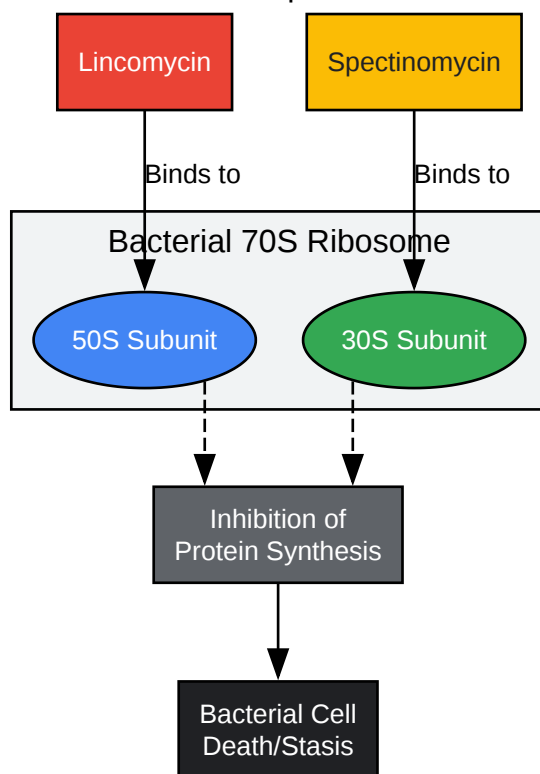 Lincomycin
Spectinomycin
Binds to
Binds to
Bacterial 70S Ribosome
50S Subunit
30S Subunit
Inhibition of
Protein Synthesis
Bacterial Cell
Death/Stasis